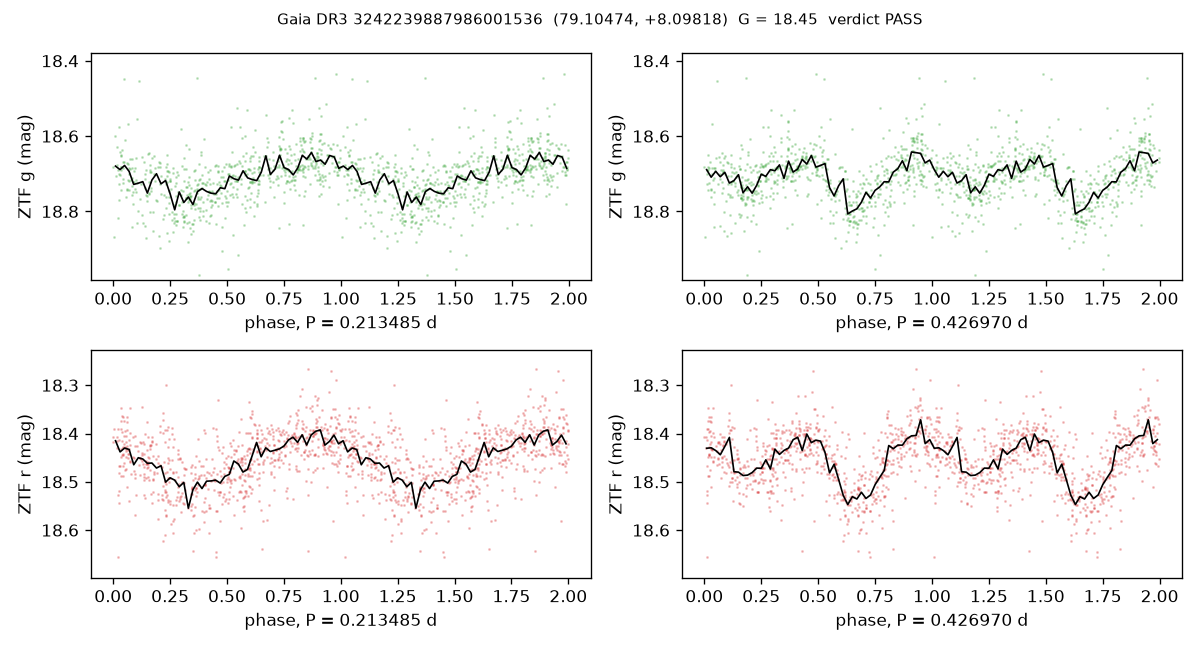 Gaia DR3 3242239887986001536  (79.10474, +8.09818)  G = 18.45  verdict PASS
18.4
18.6
18.8
ZTF g (mag)
0.00 0.25 0.50 0.75 1.00 1.25 1.50 1.75 2.00
phase, P = 0.213485 d
18.4
18.6
18.8
ZTF g (mag)
0.00 0.25 0.50 0.75 1.00 1.25 1.50 1.75 2.00
phase, P = 0.426970 d
18.3
18.4
18.5
18.6
ZTF r (mag)
0.00 0.25 0.50 0.75 1.00 1.25 1.50 1.75 2.00
phase, P = 0.213485 d
18.3
18.4
18.5
18.6
ZTF r (mag)
0.00 0.25 0.50 0.75 1.00 1.25 1.50 1.75 2.00
phase, P = 0.426970 d